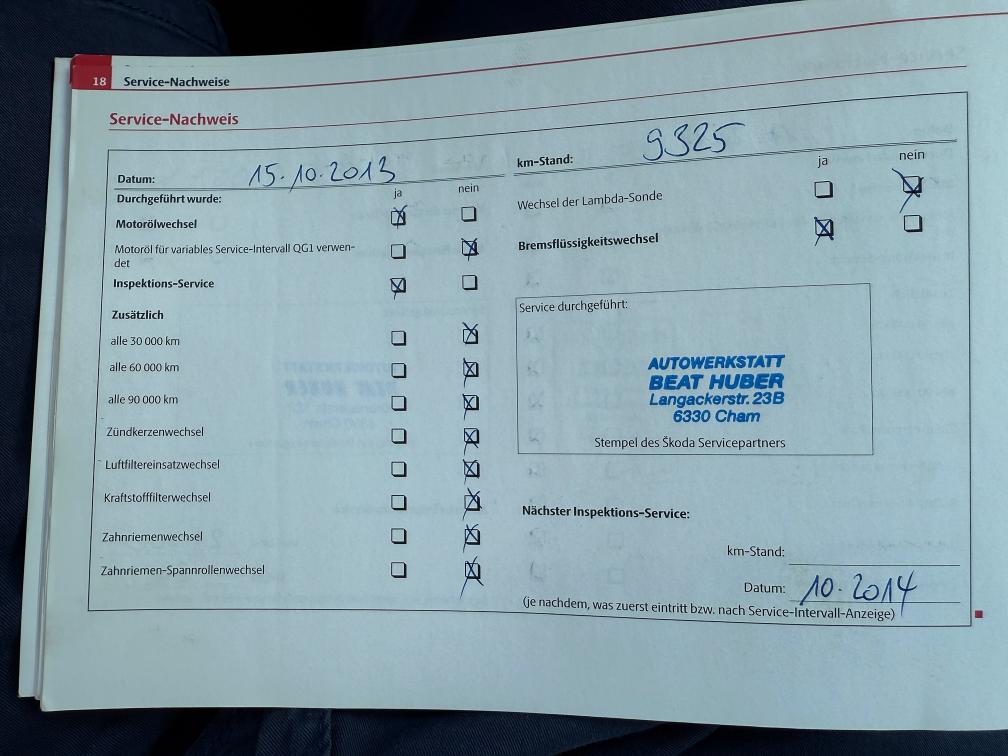 18 Service-Nachweise
Service-Nachweis
Datum: 15.10.2013
Durchgeführt wurde: ja nein
Motorölwechsel
Motoröl für variables Service-Intervall QG1 verwen-
det
Inspektions-Service
Zusätzlich
alle 30 000 km
alle 60 000 km
alle 90 000 km
Zündkerzenwechsel
Luftfiltereinsatzwechsel
Kraftstofffilterwechsel
Zahnriemenwechsel
Zahnriemen-Spannrollenwechsel
km-Stand: 9325
ja nein
Wechsel der Lambda-Sonde
Bremsflüssigkeitswechsel
Service durchgeführt:
AUTOWERKSTATT
BEAT HUBER
Langackerstr. 23B
6330 Cham
Stempel des Škoda Servicepartners
Nächster Inspektions-Service:
km-Stand:
Datum: 10.2014
(je nachdem, was zuerst eintritt bzw. nach Service-Intervall-Anzeige)